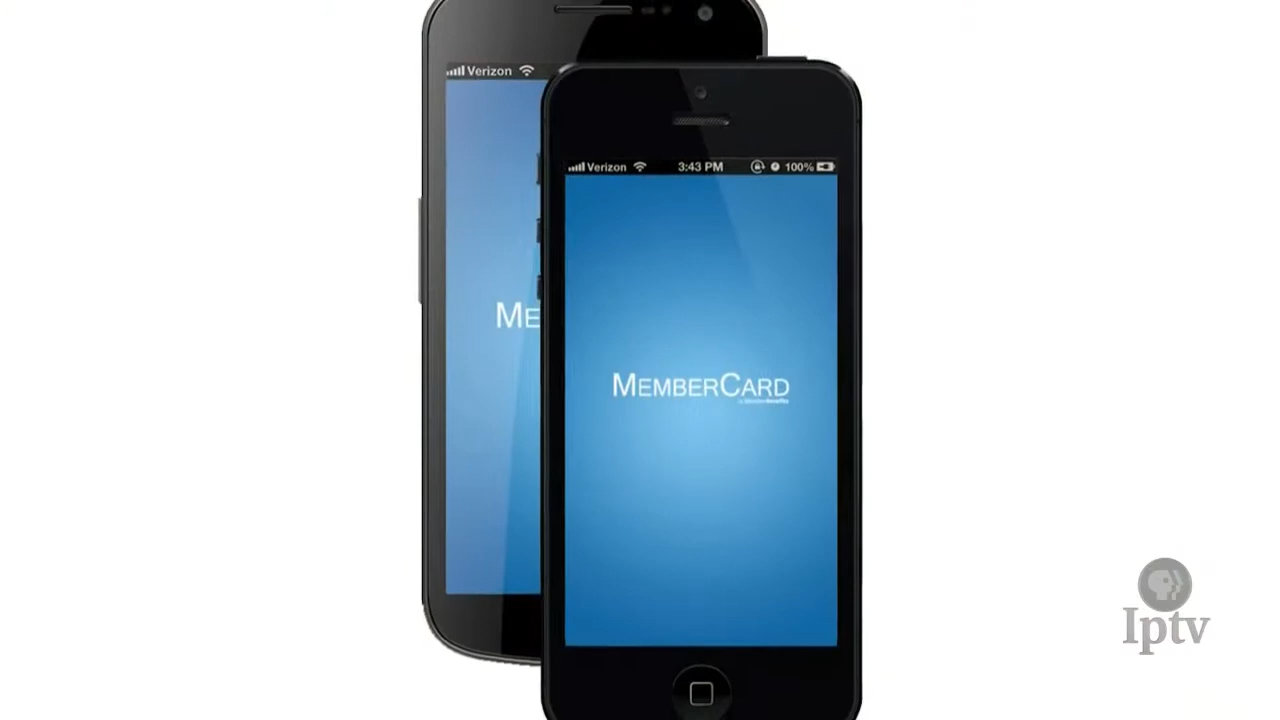 Verizon
ME
Verizon 3:43 PM 100%
MEMBERCARD
Iptv